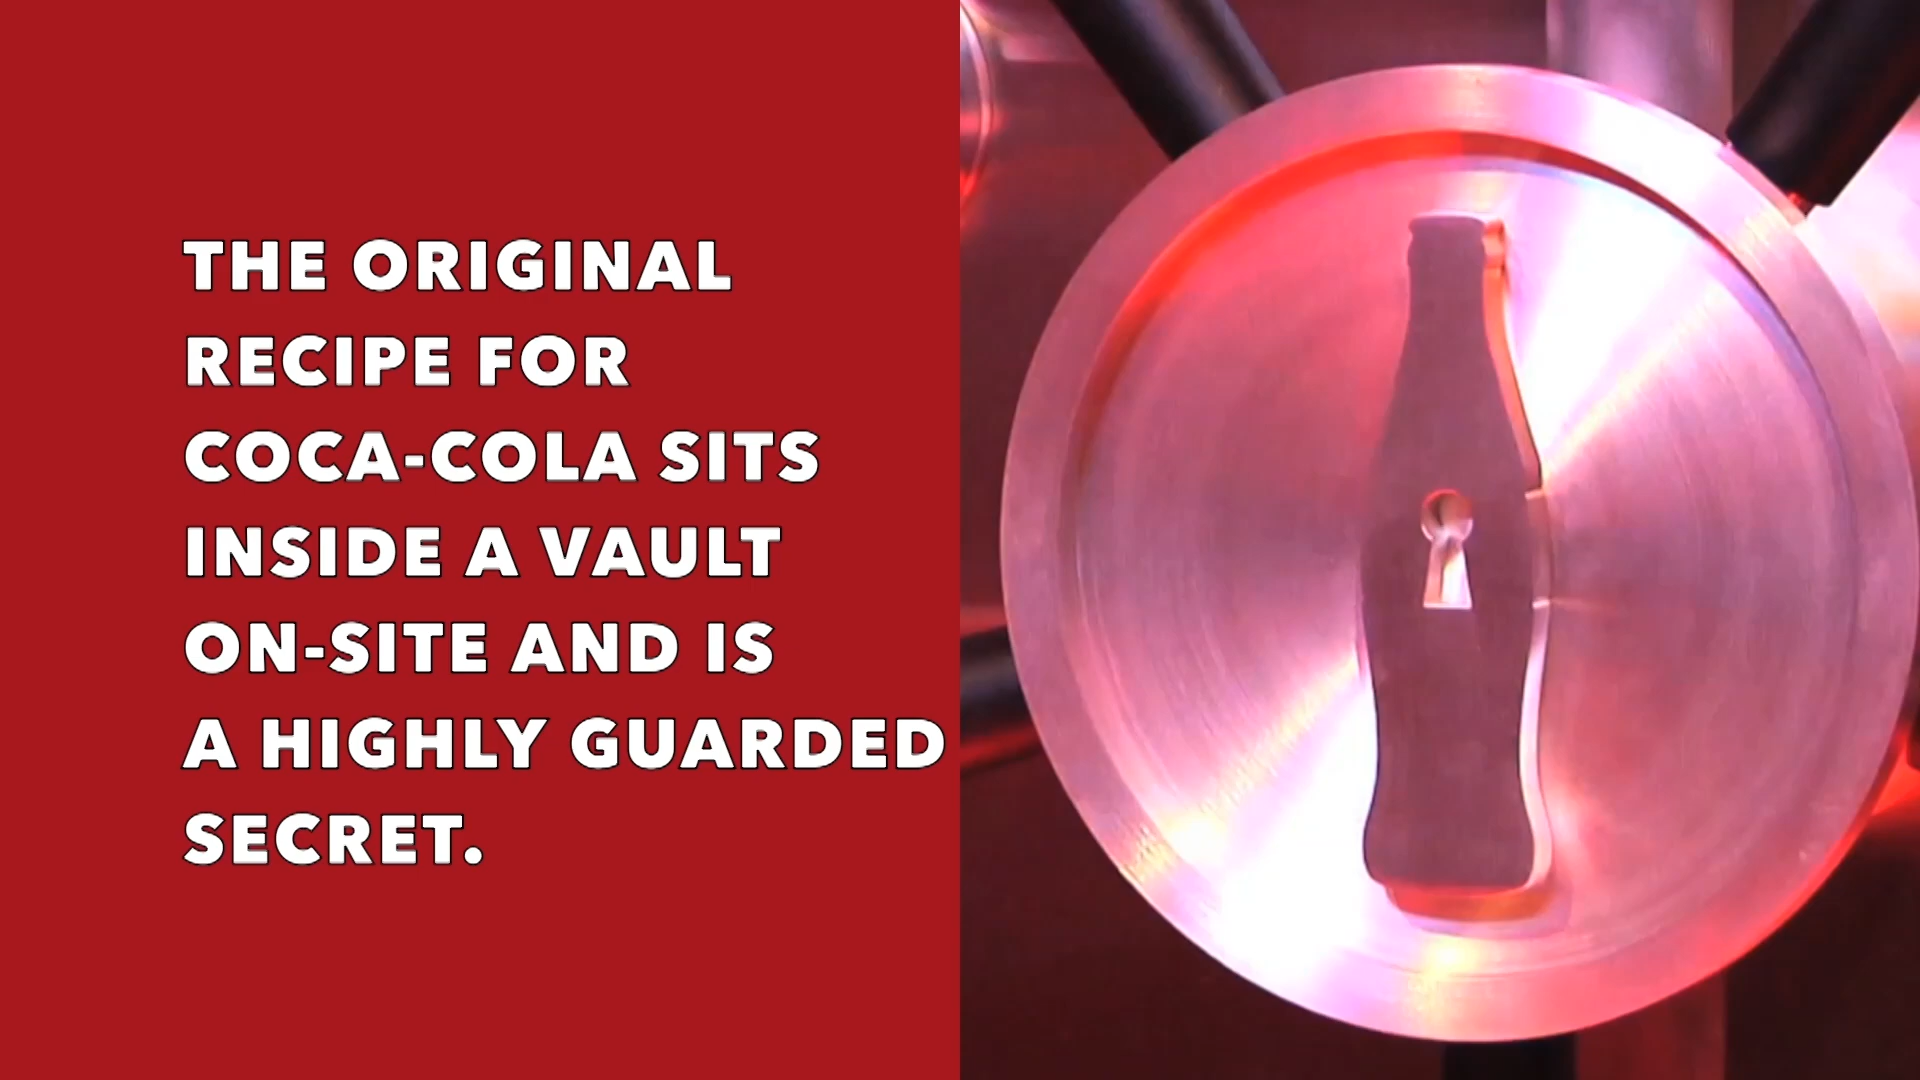 THE ORIGINAL
RECIPE FOR
COCA-COLA SITS
INSIDE A VAULT
ON-SITE AND IS
A HIGHLY GUARDED
SECRET.